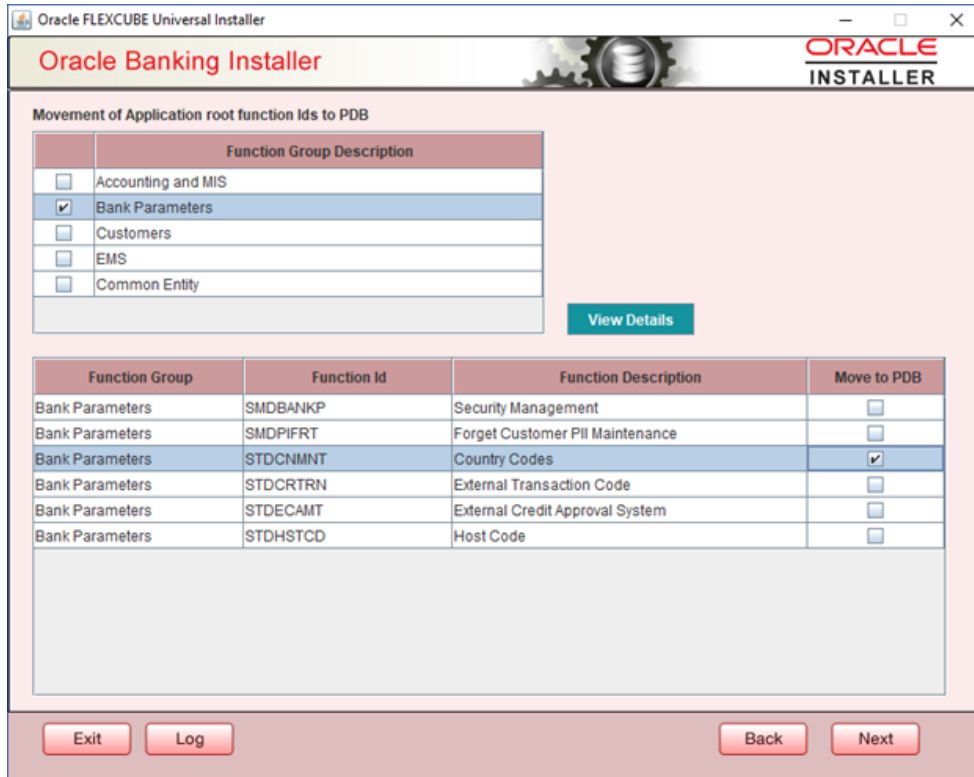 Oracle FLEXCUBE Universal Installer
Oracle Banking Installer
ORACLE
INSTALLER
Movement of Application root function Ids to PDB
Function Group Description
Accounting and MIS
Bank Parameters
Customers
EMS
Common Entity
View Details
Function Group Function Id Function Description Move to PDB
Bank Parameters SMDBANKP Security Management
Bank Parameters SMDPIFRT Forget Customer PII Maintenance
Bank Parameters STDCNMNT Country Codes
Bank Parameters STDCRTRN External Transaction Code
Bank Parameters STDECAMT External Credit Approval System
Bank Parameters STDHSTCD Host Code
Exit Log Back Next